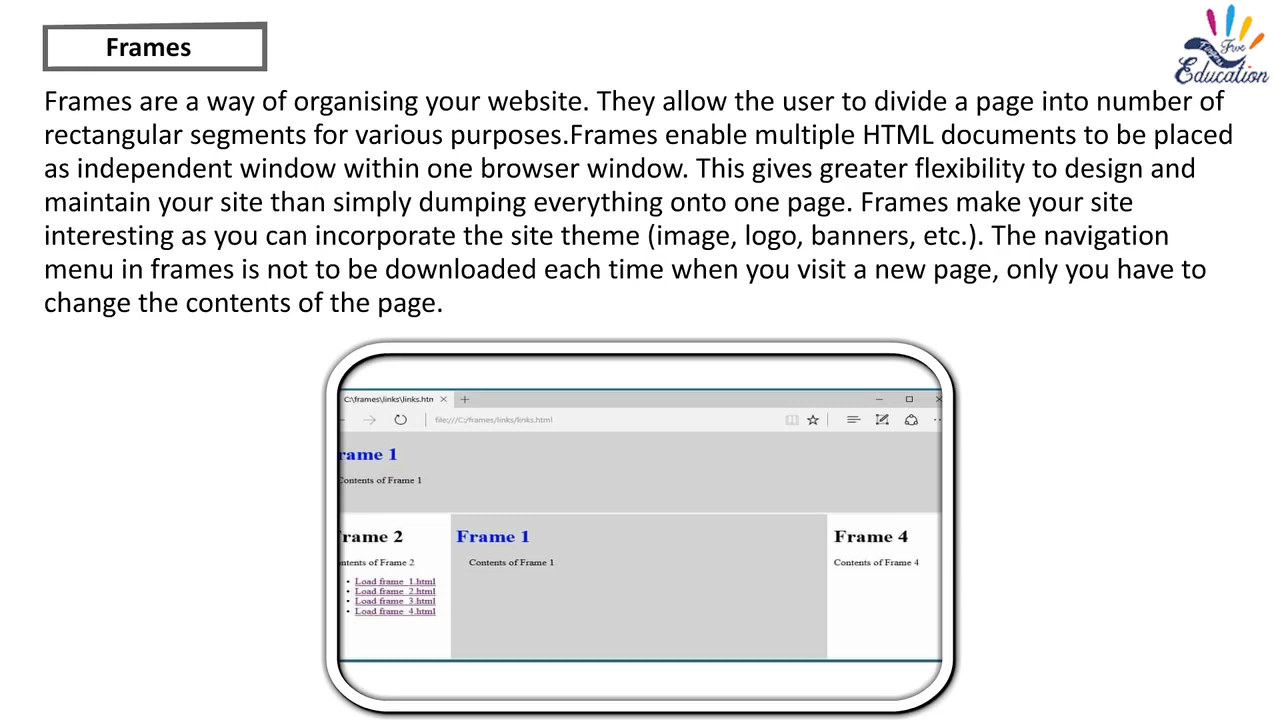 Frames
Five
Fingers
Education
Frames are a way of organising your website. They allow the user to divide a page into number of
rectangular segments for various purposes.Frames enable multiple HTML documents to be placed
as independent window within one browser window. This gives greater flexibility to design and
maintain your site than simply dumping everything onto one page. Frames make your site
interesting as you can incorporate the site theme (image, logo, banners, etc.). The navigation
menu in frames is not to be downloaded each time when you visit a new page, only you have to
change the contents of the page.
C:\frames\links\links.htn
file:///C:/frames/links/links.html
rame 1
Contents of Frame 1
rame 2
ntents of Frame 2
Load frame_1.html
Load frame_2.html
Load frame_3.html
Load frame_4.html
Frame 1
Contents of Frame 1
Frame 4
Contents of Frame 4